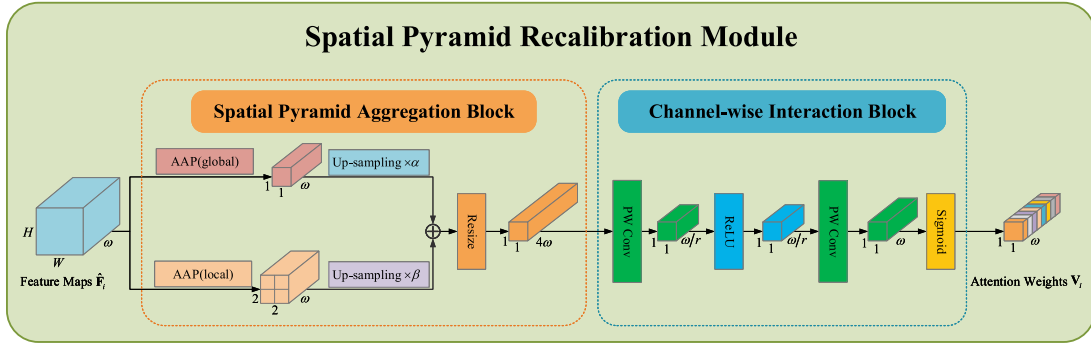 Spatial Pyramid Recalibration Module
Spatial Pyramid Aggregation Block
Channel-wise Interaction Block
AAP(global)
1
1
ω
Up-sampling ×α
H
W
ω
Feature Maps F̂ᵢ
AAP(local)
2
2
ω
Up-sampling ×β
Resize
1
1
4ω
PW Conv
1
1
ω/r
ReLU
1
1
ω/r
PW Conv
1
1
ω
Sigmoid
1
1
ω
Attention Weights Vᵢ